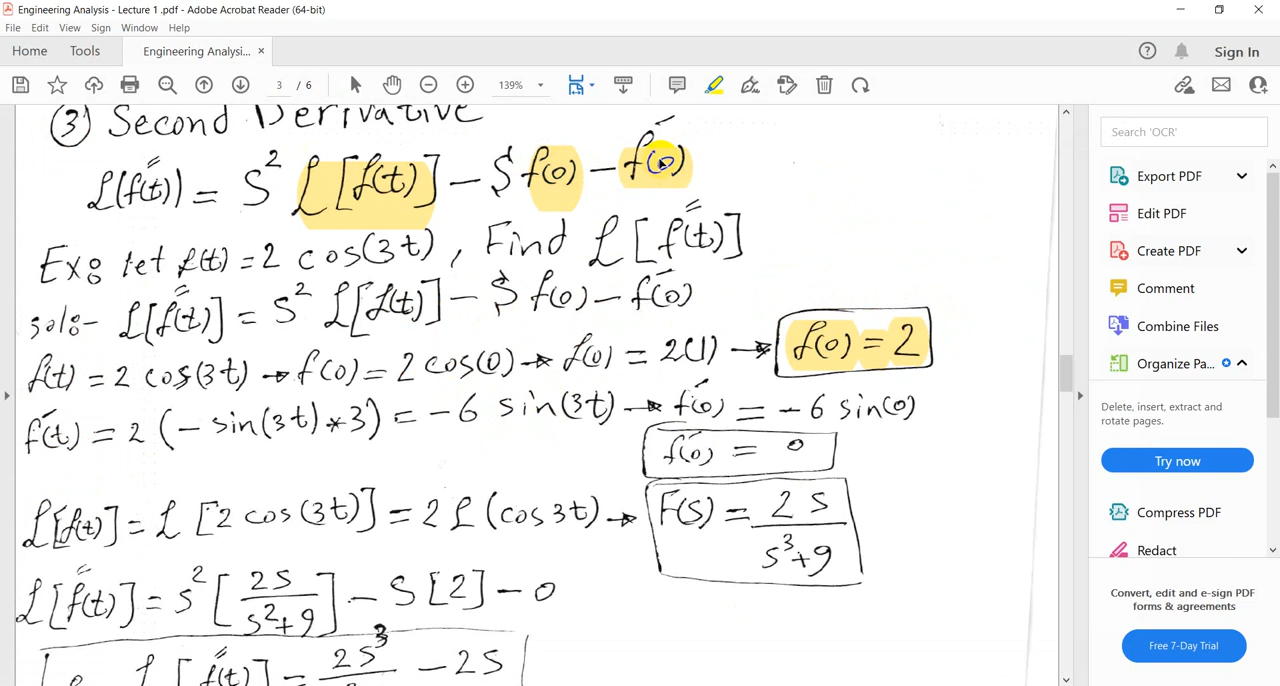 Engineering Analysis - Lecture 1 .pdf - Adobe Acrobat Reader (64-bit)
File Edit View Sign Window Help
Home Tools Engineering Analysi... × Sign In
3 / 6 139%
③ Second Derivative
ℒ(f″(t)) = S² ℒ[f(t)] - S f(0) - f′(0)
Ex: let f(t) = 2 cos(3t), Find ℒ[f″(t)]
sol:- ℒ[f″(t)] = S² ℒ[f(t)] - S f(0) - f′(0)
f(t) = 2 cos(3t) → f(0) = 2 cos(0) → f(0) = 2(1) → f(0) = 2
f′(t) = 2 (- sin(3t) * 3) = -6 sin(3t) → f′(0) = -6 sin(0)
f′(0) = 0
ℒ[f(t)] = ℒ[2 cos(3t)] = 2 ℒ(cos 3t) → F(S) = 2S / S³+9
ℒ[f″(t)] = S² [2S / S²+9] - S[2] - 0
ℒ[f″(t)] = 2S³ - 2S
Search 'OCR'
Export PDF
Edit PDF
Create PDF
Comment
Combine Files
Organize Pa...
Delete, insert, extract and
rotate pages.
Try now
Compress PDF
Redact
Convert, edit and e-sign PDF
forms & agreements
Free 7-Day Trial